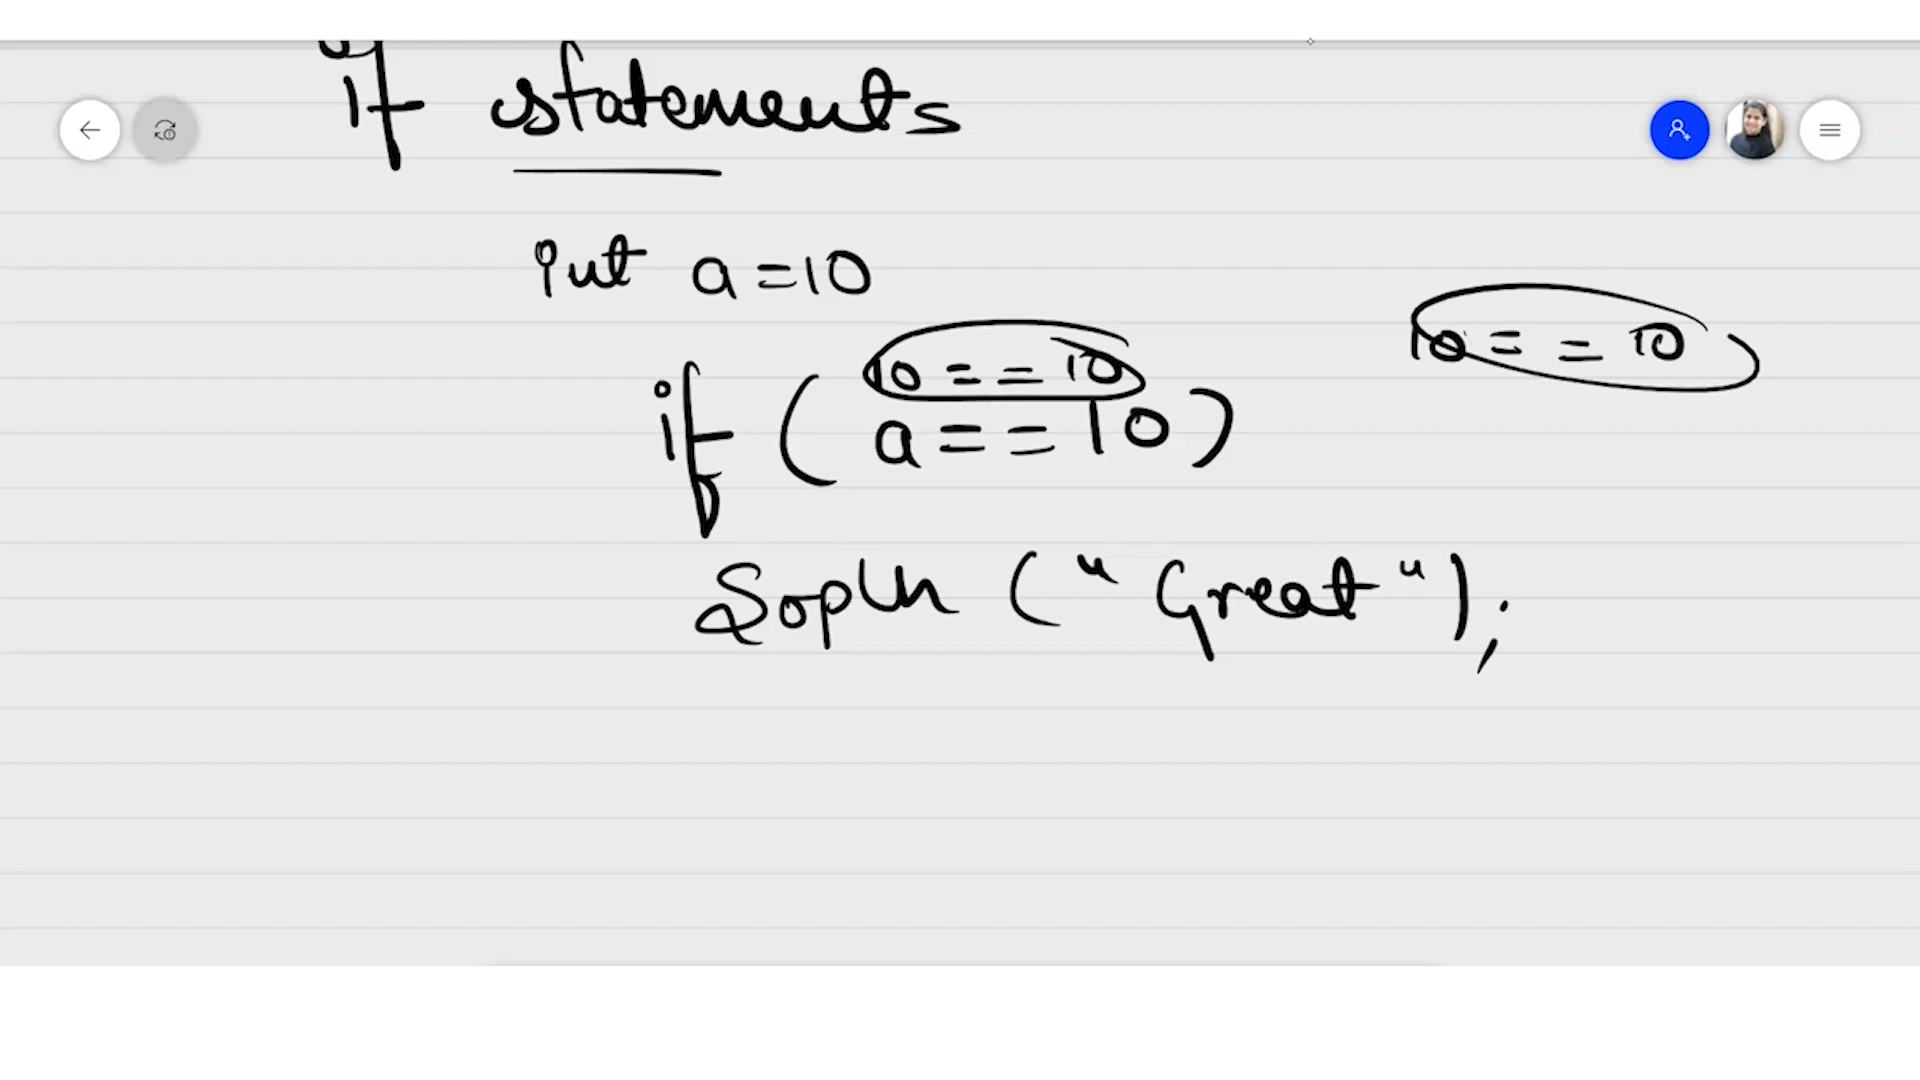 if statements
int a = 10
10 = = 10
10 = = 10
if ( a = = 10 )
Sopln ( " Great " ) ;